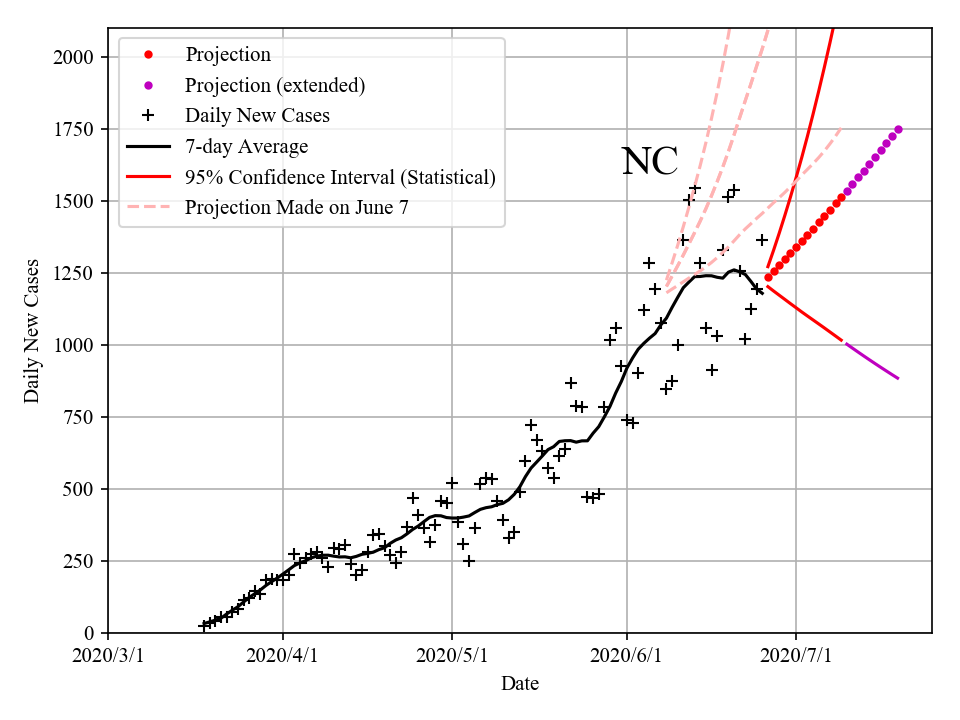 2000
1750
1500
1250
1000
750
500
250
0
Daily New Cases
Projection
Projection (extended)
Daily New Cases
7-day Average
95% Confidence Interval (Statistical)
Projection Made on June 7
NC
2020/3/1 2020/4/1 2020/5/1 2020/6/1 2020/7/1
Date